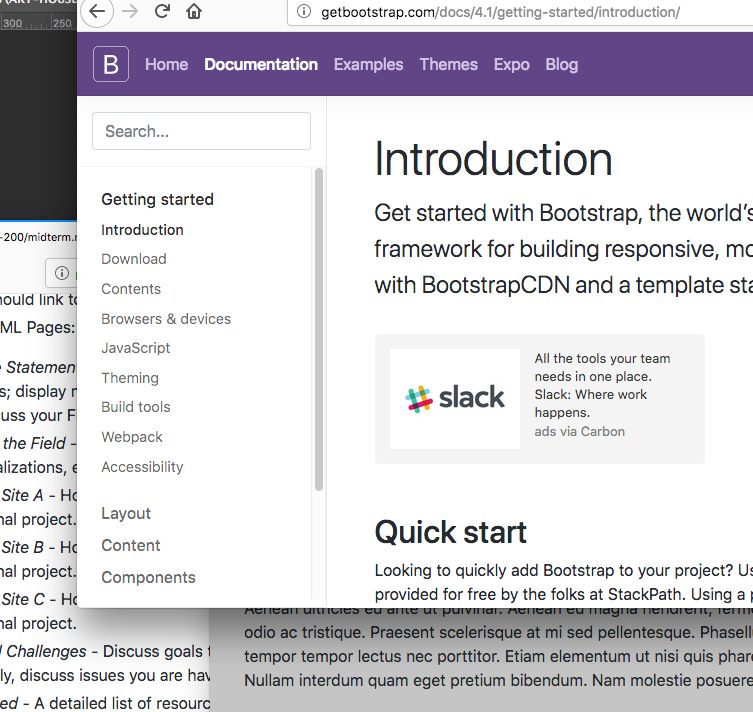 (ART-HOUSE
300
250
getbootstrap.com/docs/4.1/getting-started/introduction/
B Home Documentation Examples Themes Expo Blog
Search...
Getting started
Introduction
Download
Contents
Browsers & devices
JavaScript
Theming
Build tools
Webpack
Accessibility
Layout
Content
Components
Introduction
Get started with Bootstrap, the world's
framework for building responsive, mo
with BootstrapCDN and a template sta
slack
All the tools your team
needs in one place.
Slack: Where work
happens.
ads via Carbon
Quick start
Looking to quickly add Bootstrap to your project? Us
provided for free by the folks at StackPath. Using a p
-200/midterm.
ould link to
ML Pages:
e Statemen
s; display m
cuss your F
the Field -
alizations, e
Site A - Ho
nal project.
Site B - Ho
nal project.
Site C - Ho
nal project.
d Challenges - Discuss goals f
ly, discuss issues you are hav
ed - A detailed list of resourc
Aenean ultricies ed ante ut pulvinar. Aenean eu magna hendrerit, ferme
odio ac tristique. Praesent scelerisque at mi sed pellentesque. Phasell
tempor tempor lectus nec porttitor. Etiam elementum ut nisi quis phare
Nullam interdum quam eget pretium bibendum. Nam molestie posuere